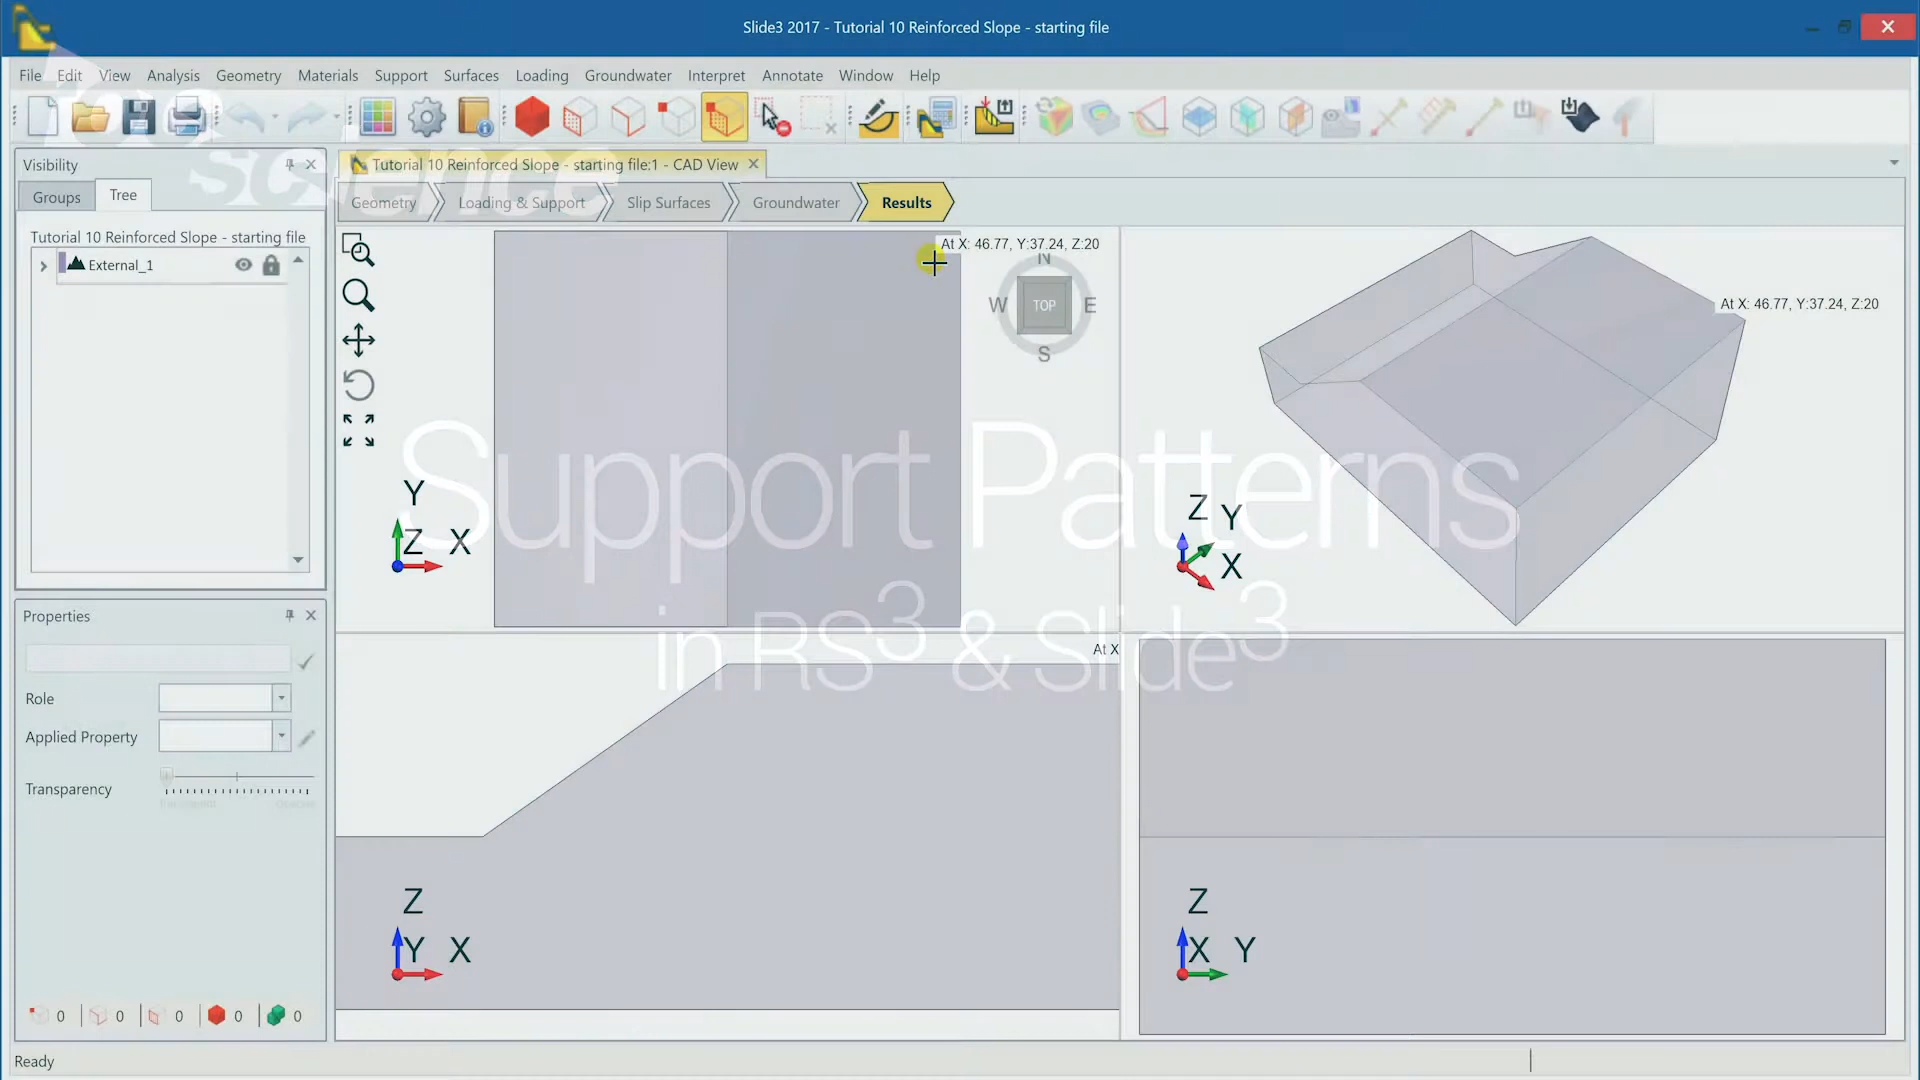 Slide3 2017 - Tutorial 10 Reinforced Slope - starting file
File Edit View Analysis Geometry Materials Support Surfaces Loading Groundwater Interpret Annotate Window Help
rocscience
Visibility
Groups
Tree
Tutorial 10 Reinforced Slope - starting file
External_1
Tutorial 10 Reinforced Slope - starting file:1 - CAD View
Geometry
Loading & Support
Slip Surfaces
Groundwater
Results
At X: 46.77, Y:37.24, Z:20
N
W
TOP
E
S
At X: 46.77, Y:37.24, Z:20
Y
Z X
Z Y
X
Support Patterns
in RS3 & Slide3
At X
Z
Y X
Z
X Y
Properties
Role
Applied Property
Transparency
0 0 0 0 0
Ready